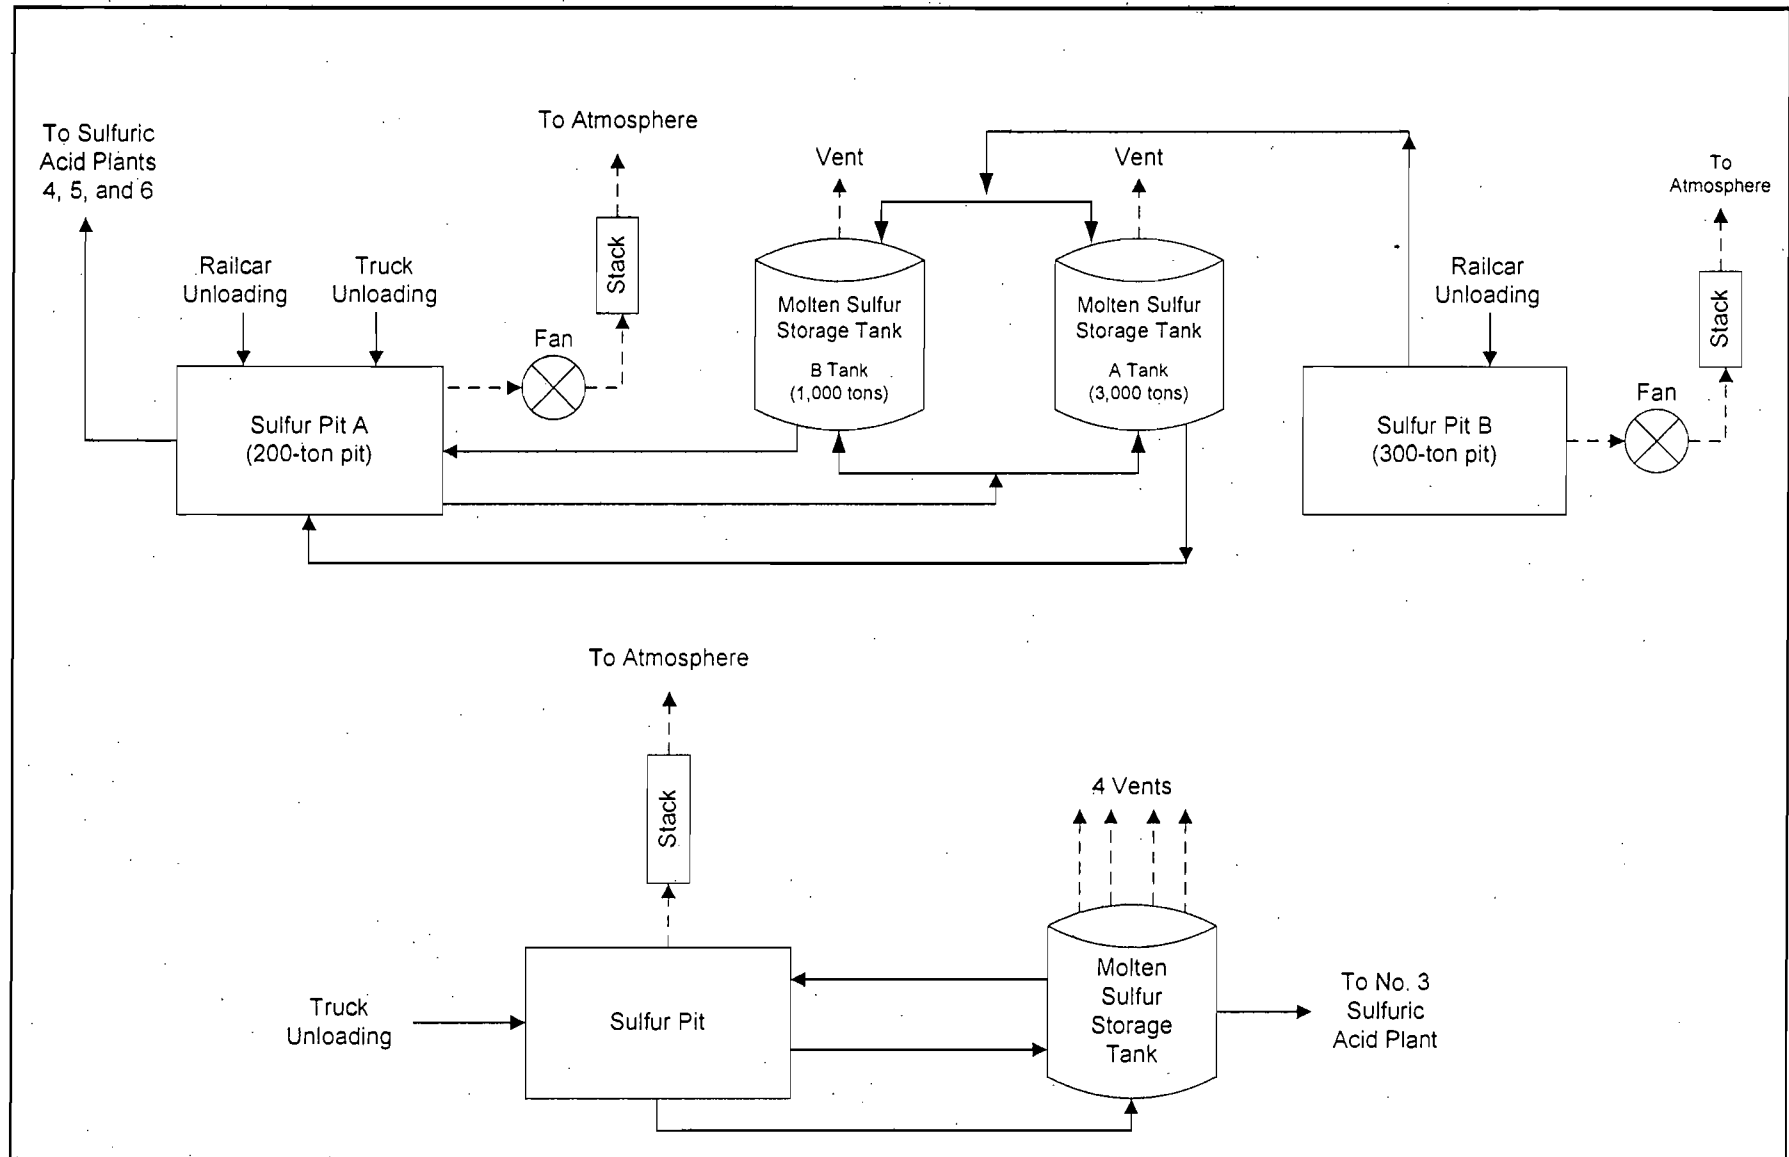 To Sulfuric
Acid Plants
4, 5, and 6
To Atmosphere
Vent
Vent
To
Atmosphere
Railcar
Unloading
Truck
Unloading
Stack
Fan
Molten Sulfur
Storage Tank
B Tank
(1,000 tons)
Molten Sulfur
Storage Tank
A Tank
(3,000 tons)
Railcar
Unloading
Stack
Fan
Sulfur Pit A
(200-ton pit)
Sulfur Pit B
(300-ton pit)
To Atmosphere
Stack
4 Vents
Truck
Unloading
Sulfur Pit
Molten
Sulfur
Storage
Tank
To No. 3
Sulfuric
Acid Plant